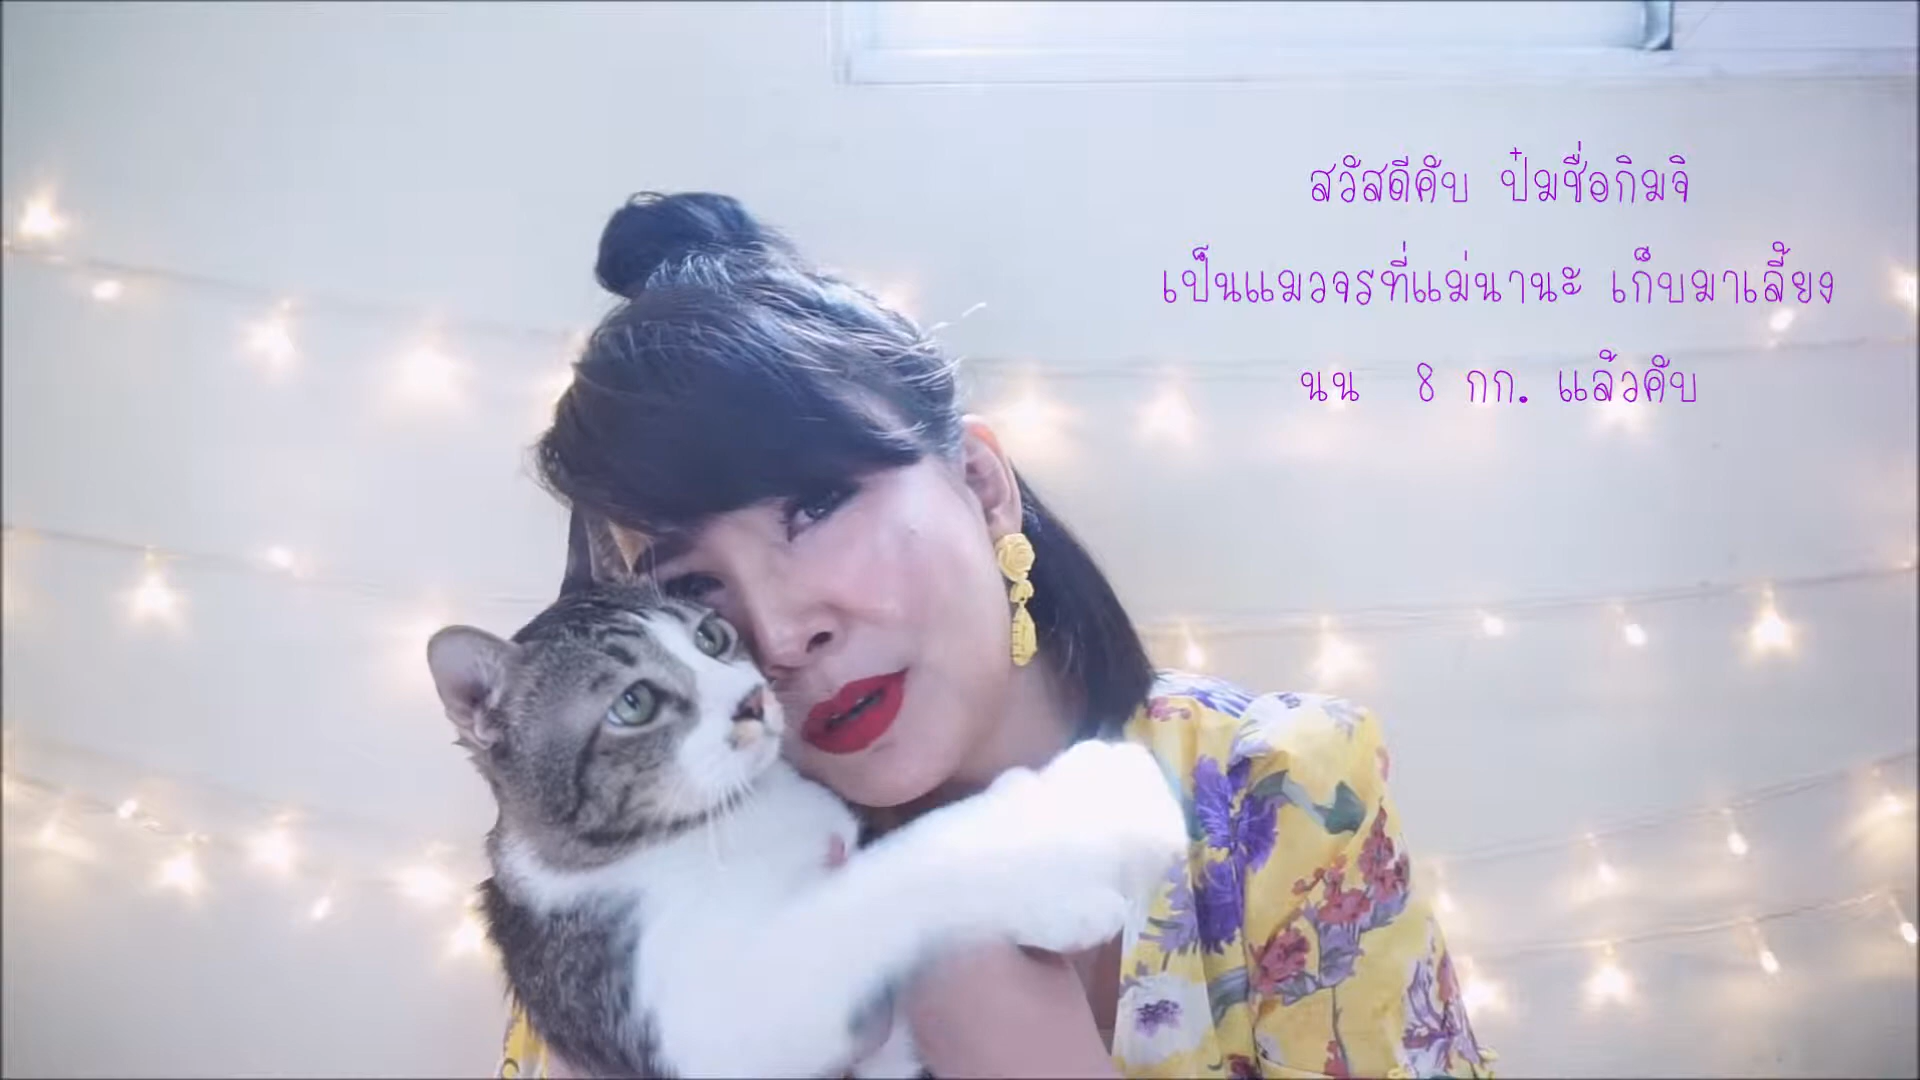 สวัสดีคับ ป๋มชื่อกิมจิ
เป็นแมวจรที่แม่นานะ เก็บมาเลี้ยง
นน 8 กก. แล้วคับ